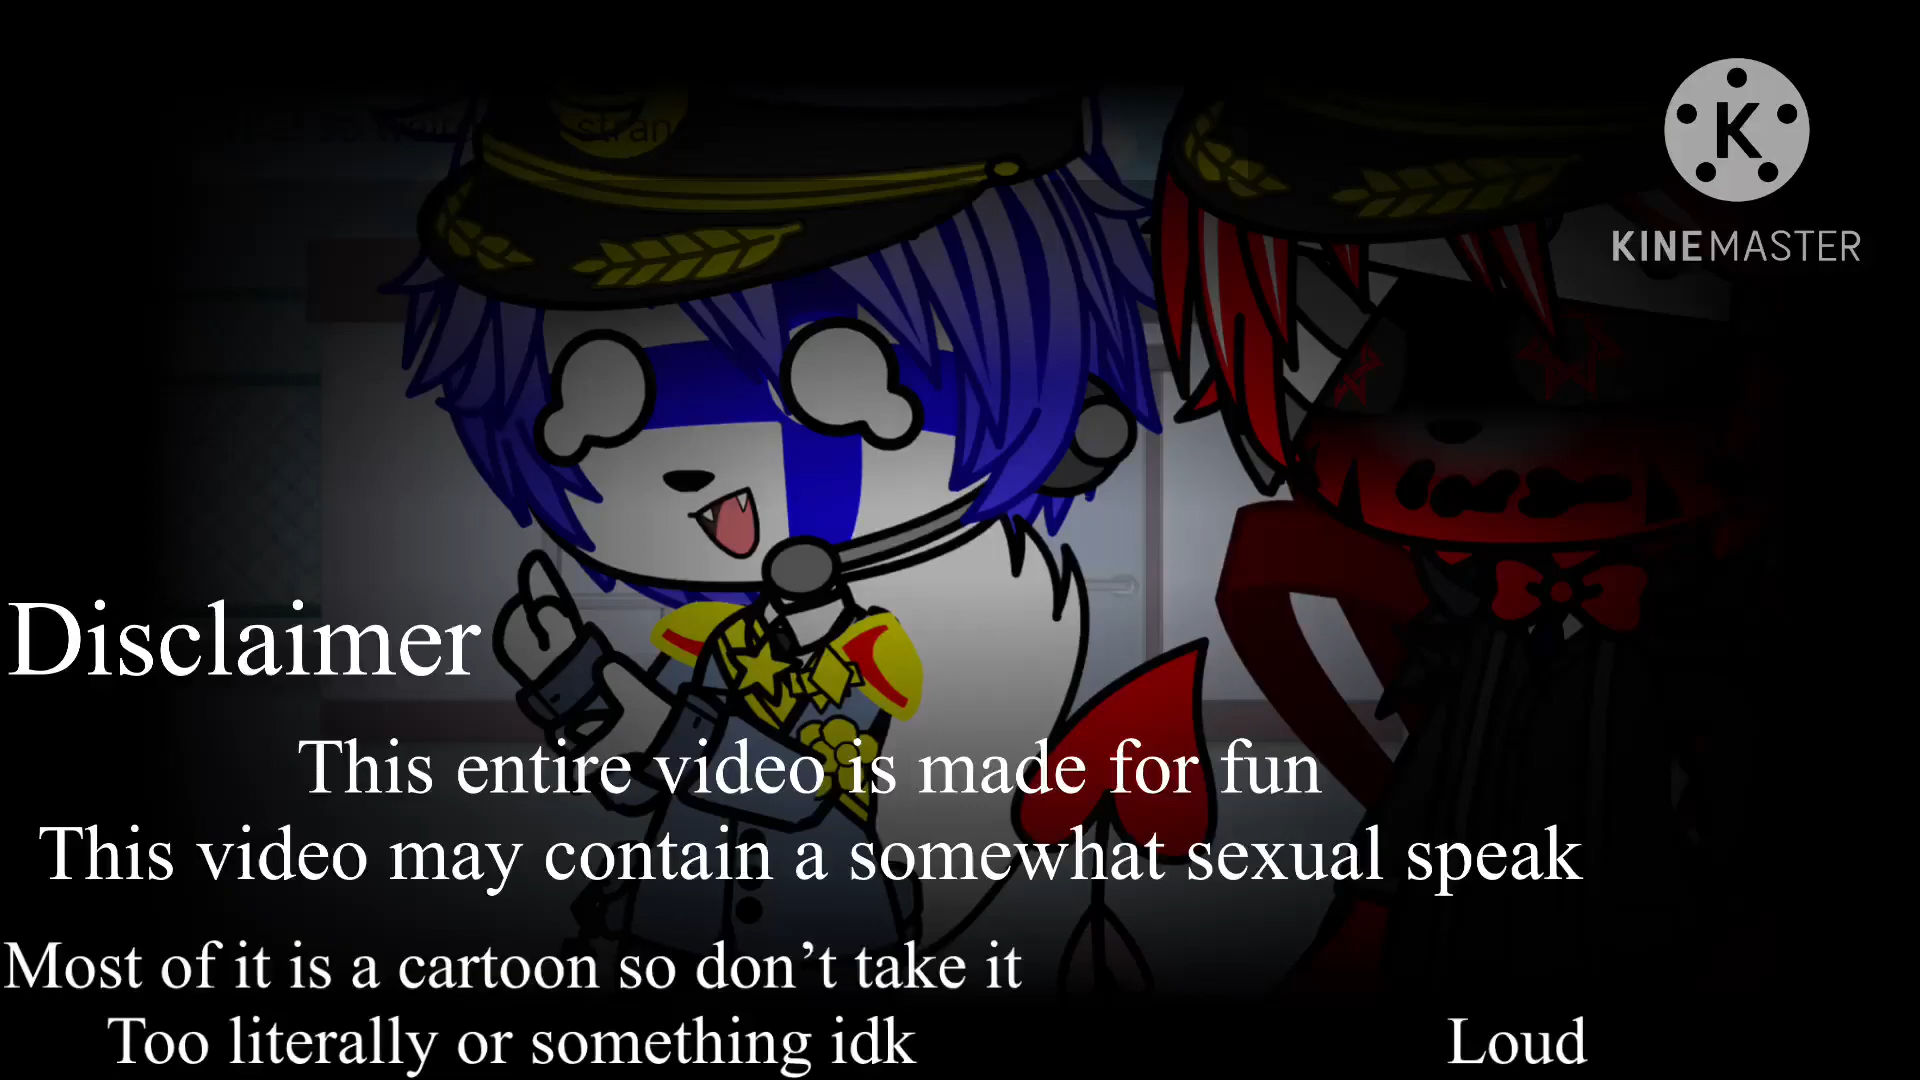 K
KINEMASTER
Disclaimer
This entire video is made for fun
This video may contain a somewhat sexual speak
Most of it is a cartoon so don’t take it
Too literally or something idk
Loud